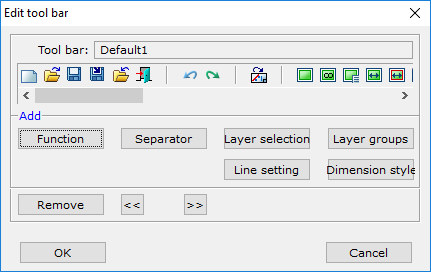 Edit tool bar
Tool bar: Default1
Add
Function Separator Layer selection Layer groups
Line setting Dimension style
Remove << >>
OK Cancel